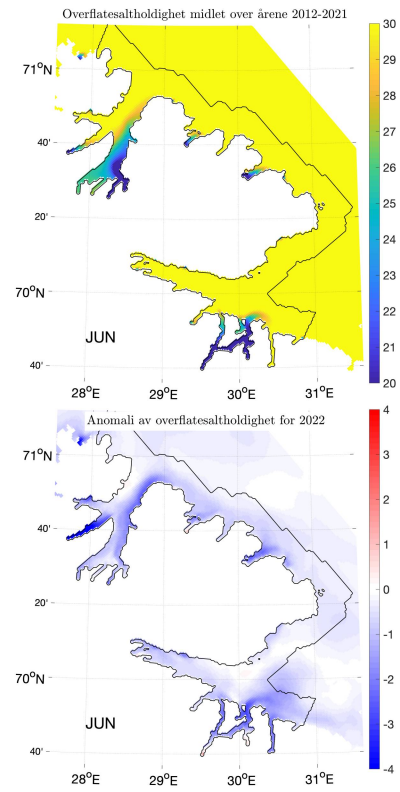 Overflatesaltholdighet midlet over årene 2012-2021
71°N
40'
20'
70°N
40'
JUN
28°E 29°E 30°E 31°E
30
29
28
27
26
25
24
23
22
21
20
Anomali av overflatesaltholdighet for 2022
71°N
40'
20'
70°N
40'
JUN
28°E 29°E 30°E 31°E
4
3
2
1
0
-1
-2
-3
-4